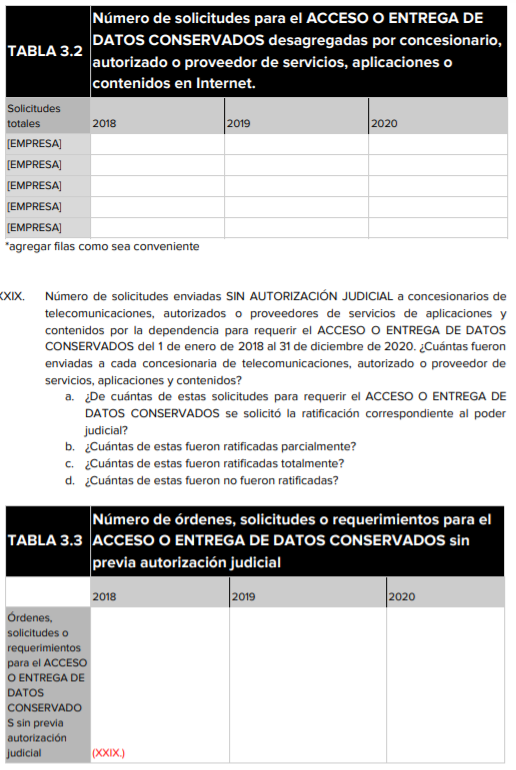 TABLA 3.2
Número de solicitudes para el ACCESO O ENTREGA DE
DATOS CONSERVADOS desagregadas por concesionario,
autorizado o proveedor de servicios, aplicaciones o
contenidos en Internet.
Solicitudes
totales
2018
2019
2020
[EMPRESA]
[EMPRESA]
[EMPRESA]
[EMPRESA]
[EMPRESA]
*agregar filas como sea conveniente
XXIX. Número de solicitudes enviadas SIN AUTORIZACIÓN JUDICIAL a concesionarios de
telecomunicaciones, autorizados o proveedores de servicios de aplicaciones y
contenidos por la dependencia para requerir el ACCESO O ENTREGA DE DATOS
CONSERVADOS del 1 de enero de 2018 al 31 de diciembre de 2020. ¿Cuántas fueron
enviadas a cada concesionaria de telecomunicaciones, autorizado o proveedor de
servicios, aplicaciones y contenidos?
a. ¿De cuántas de estas solicitudes para requerir el ACCESO O ENTREGA DE
DATOS CONSERVADOS se solicitó la ratificación correspondiente al poder
judicial?
b. ¿Cuántas de estas fueron ratificadas parcialmente?
c. ¿Cuántas de estas fueron ratificadas totalmente?
d. ¿Cuántas de estas fueron no fueron ratificadas?
TABLA 3.3
Número de órdenes, solicitudes o requerimientos para el
ACCESO O ENTREGA DE DATOS CONSERVADOS sin
previa autorización judicial
2018
2019
2020
Órdenes,
solicitudes o
requerimientos
para el ACCESO
O ENTREGA DE
DATOS
CONSERVADO
S sin previa
autorización
judicial
(XXIX.)